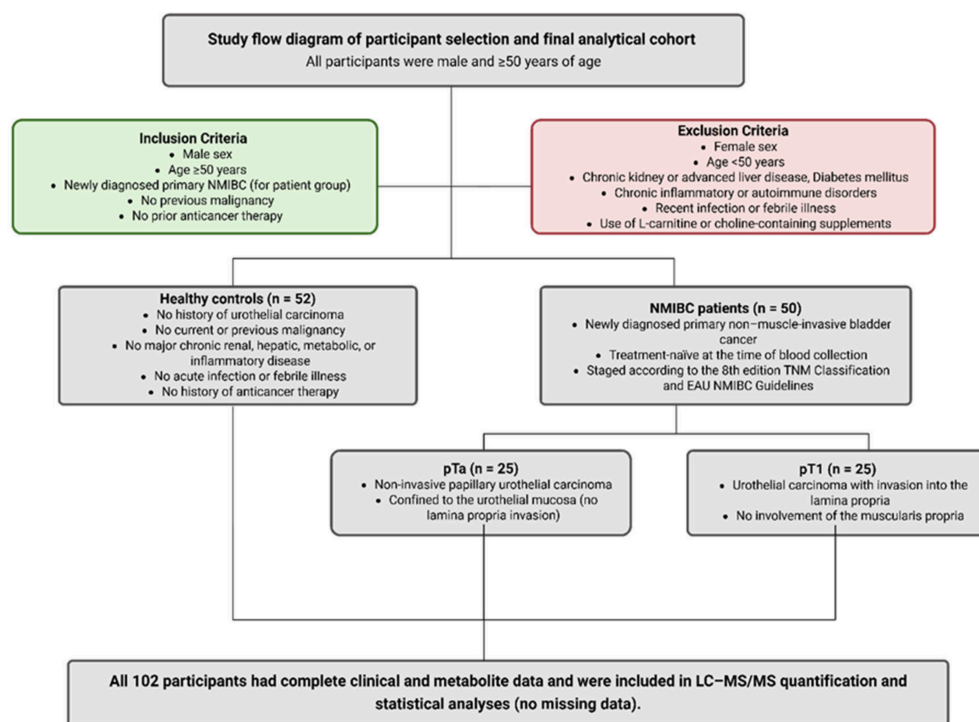 Study flow diagram of participant selection and final analytical cohort
All participants were male and ≥50 years of age
Inclusion Criteria
• Male sex
• Age ≥50 years
• Newly diagnosed primary NMIBC (for patient group)
• No previous malignancy
• No prior anticancer therapy
Exclusion Criteria
• Female sex
• Age <50 years
• Chronic kidney or advanced liver disease, Diabetes mellitus
• Chronic inflammatory or autoimmune disorders
• Recent infection or febrile illness
• Use of L-carnitine or choline-containing supplements
Healthy controls (n = 52)
• No history of urothelial carcinoma
• No current or previous malignancy
• No major chronic renal, hepatic, metabolic, or
inflammatory disease
• No acute infection or febrile illness
• No history of anticancer therapy
NMIBC patients (n = 50)
• Newly diagnosed primary non–muscle-invasive bladder
cancer
• Treatment-naïve at the time of blood collection
• Staged according to the 8th edition TNM Classification
and EAU NMIBC Guidelines
pTa (n = 25)
• Non-invasive papillary urothelial carcinoma
• Confined to the urothelial mucosa (no
lamina propria invasion)
pT1 (n = 25)
• Urothelial carcinoma with invasion into the
lamina propria
• No involvement of the muscularis propria
All 102 participants had complete clinical and metabolite data and were included in LC–MS/MS quantification and
statistical analyses (no missing data).